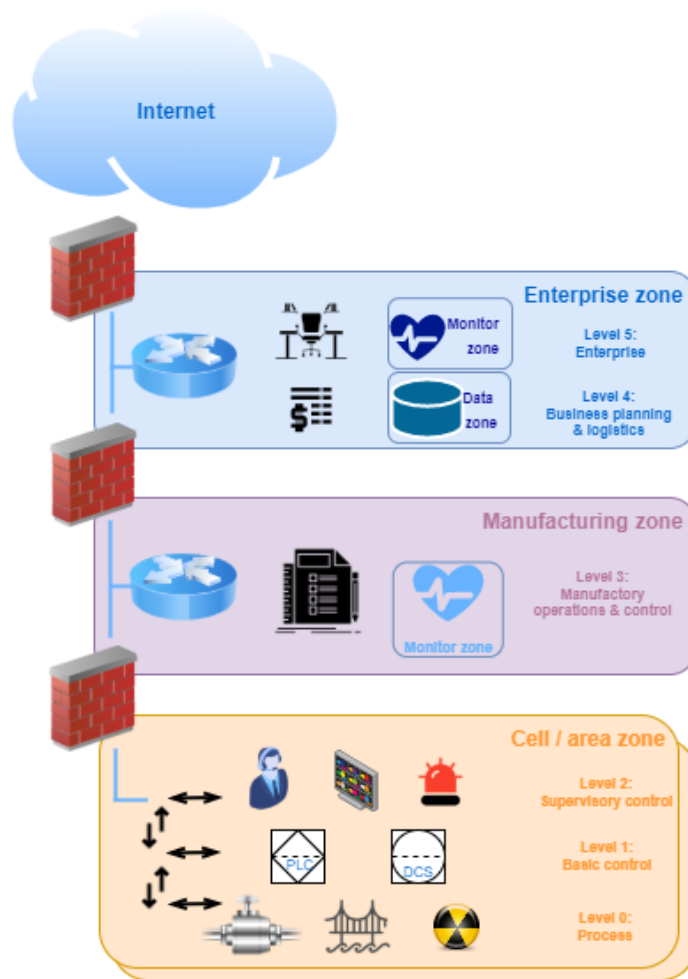 Internet
Enterprise zone
Monitor
zone
Level 5:
Enterprise
Data
zone
Level 4:
Business planning
& logistics
Manufacturing zone
Level 3:
Manufactory
operations & control
Monitor zone
Cell / area zone
Level 2:
Supervisory control
PLC
DCS
Level 1:
Basic control
Level 0:
Process